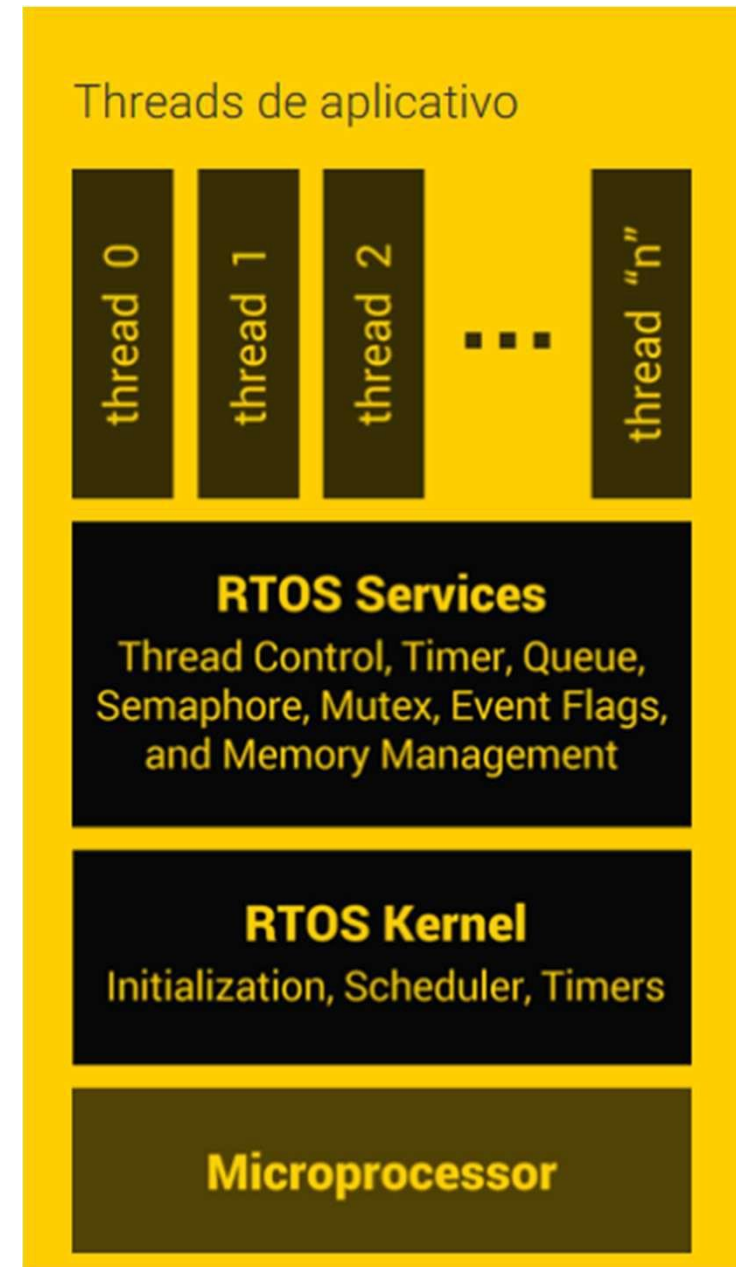 Threads de aplicativo
thread 0
thread 1
thread 2
...
thread “n”
RTOS Services
Thread Control, Timer, Queue,
Semaphore, Mutex, Event Flags,
and Memory Management
RTOS Kernel
Initialization, Scheduler, Timers
Microprocessor